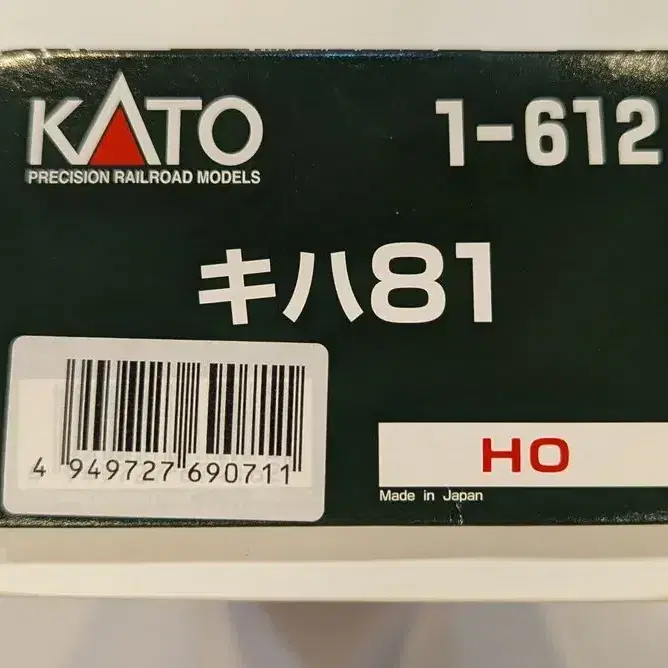 KATO
PRECISION RAILROAD MODELS
1-612
キハ81
4 949727 690711
HO
Made in Japan